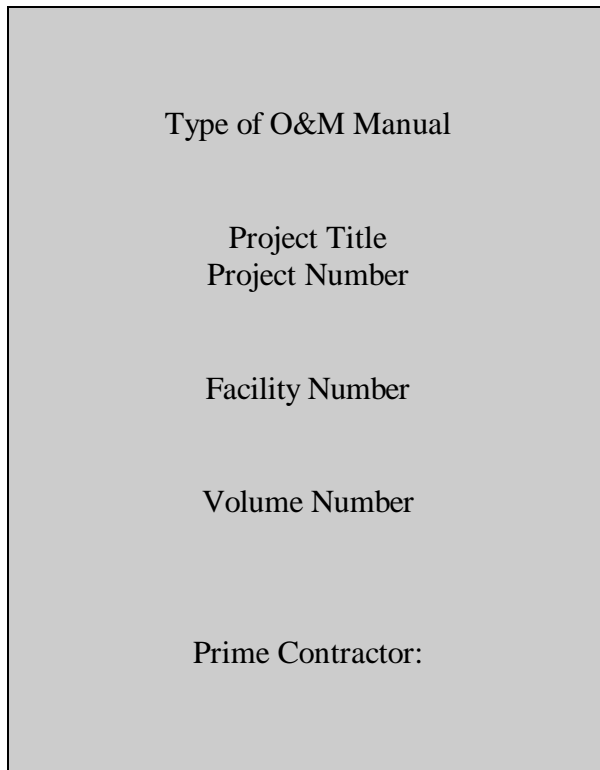 Type of O&M Manual
Project Title
Project Number
Facility Number
Volume Number
Prime Contractor: